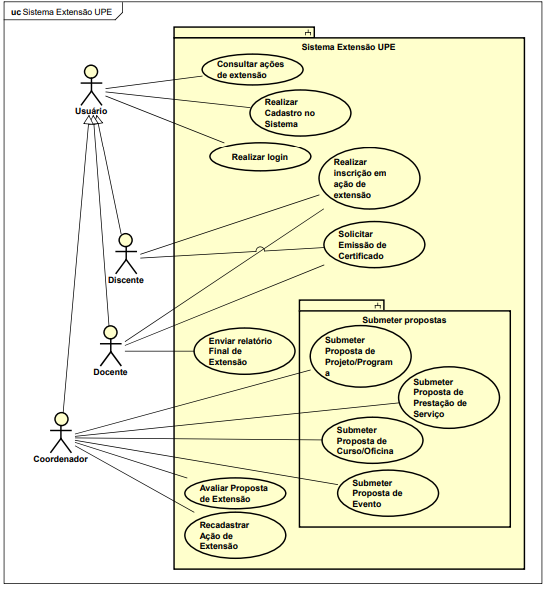 uc Sistema Extensão UPE
Sistema Extensão UPE
Consultar ações
de extensão
Usuário
Realizar
Cadastro no
Sistema
Realizar login
Realizar
inscrição em
ação de
extensão
Solicitar
Emissão de
Certificado
Discente
Submeter propostas
Enviar relatório
Final de
Extensão
Docente
Submeter
Proposta de
Projeto/Program
a
Submeter
Proposta de
Prestação de
Serviço
Submeter
Proposta de
Curso/Oficina
Coordenador
Submeter
Proposta de
Evento
Avaliar Proposta
de Extensão
Recadastrar
Ação de
Extensão